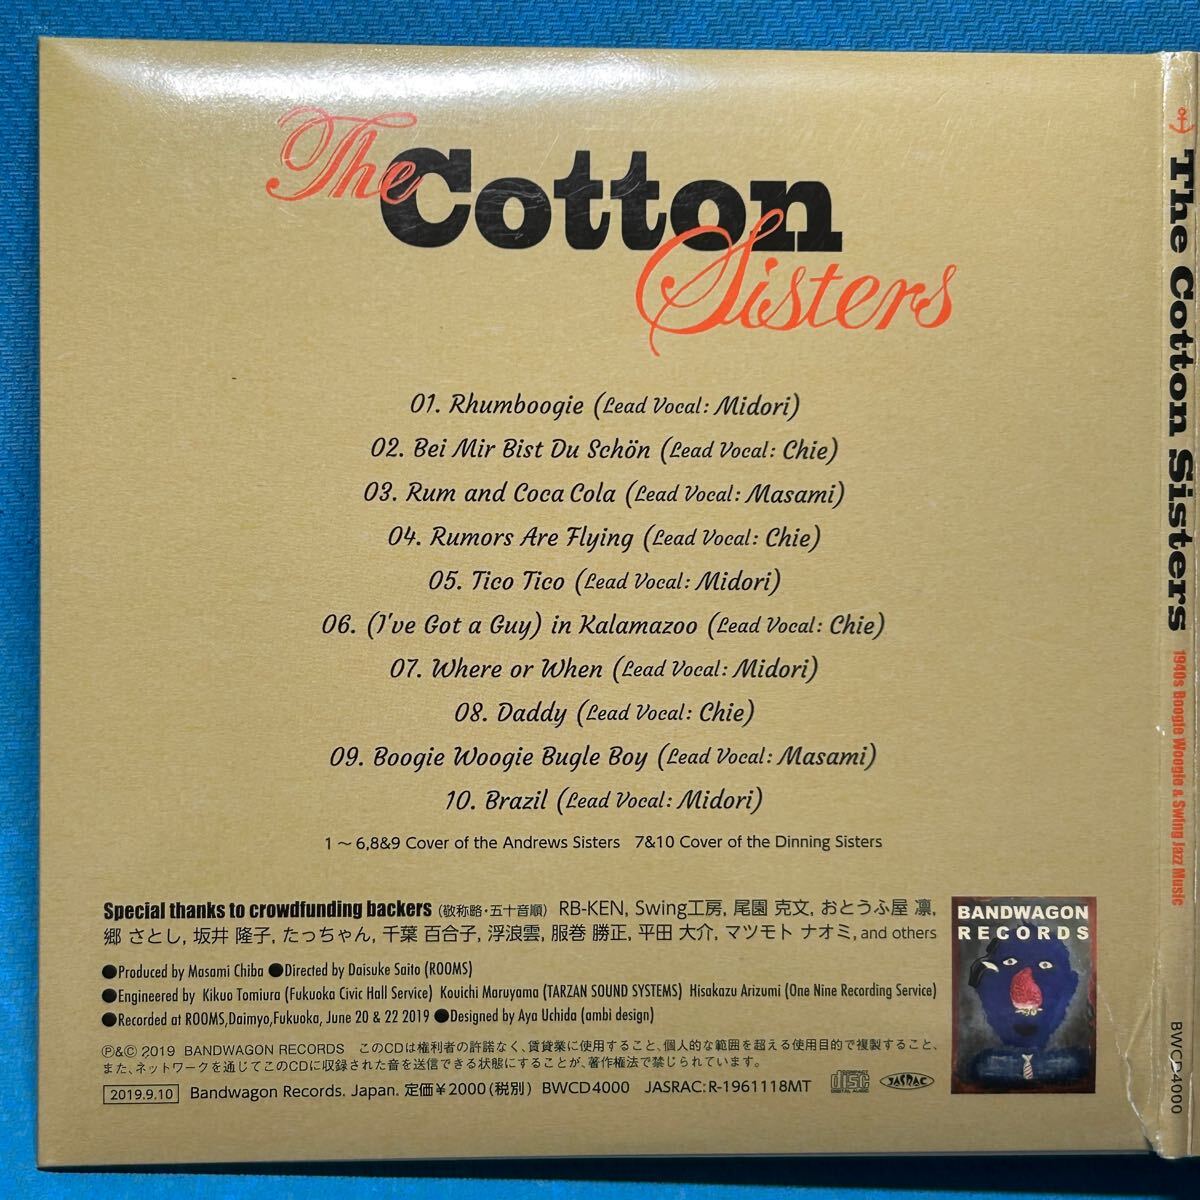 The Cotton Sisters
01. Rhumboogie (Lead Vocal: Midori)
02. Bei Mir Bist Du Schön (Lead Vocal: Chie)
03. Rum and Coca Cola (Lead Vocal: Masami)
04. Rumors Are Flying (Lead Vocal: Chie)
05. Tico Tico (Lead Vocal: Midori)
06. (I've Got a Guy) in Kalamazoo (Lead Vocal: Chie)
07. Where or When (Lead Vocal: Midori)
08. Daddy (Lead Vocal: Chie)
09. Boogie Woogie Bugle Boy (Lead Vocal: Masami)
10. Brazil (Lead Vocal: Midori)
1～6,8&9 Cover of the Andrews Sisters 7&10 Cover of the Dinning Sisters
Special thanks to crowdfunding backers (敬称略・五十音順) RB-KEN, Swing工房, 尾園 克文, おとうふ屋 凛,
郷 さとし, 坂井 隆子, たっちゃん, 千葉 百合子, 浮浪雲, 服巻 勝正, 平田 大介, マツモト ナオミ, and others
●Produced by Masami Chiba ●Directed by Daisuke Saito (ROOMS)
●Engineered by Kikuo Tomiura (Fukuoka Civic Hall Service) Kouichi Maruyama (TARZAN SOUND SYSTEMS) Hisakazu Arizumi (One Nine Recording Service)
●Recorded at ROOMS,Daimyo,Fukuoka, June 20 & 22 2019 ●Designed by Aya Uchida (ambi design)
℗&© 2019 BANDWAGON RECORDS このCDは権利者の許諾なく、賃貸業に使用すること、個人的な範囲を超える使用目的で複製すること、
また、ネットワークを通じてこのCDに収録された音を送信できる状態にすることが、著作権法で禁じられています。
2019.9.10 Bandwagon Records. Japan. 定価￥2000(税別) BWCD4000 JASRAC:R-1961118MT
COMPACT disc DIGITAL AUDIO
JASRAC
BANDWAGON
RECORDS
The Cotton Sisters 1940s Boogie Woogie & Swing Jazz Music BWCD4000